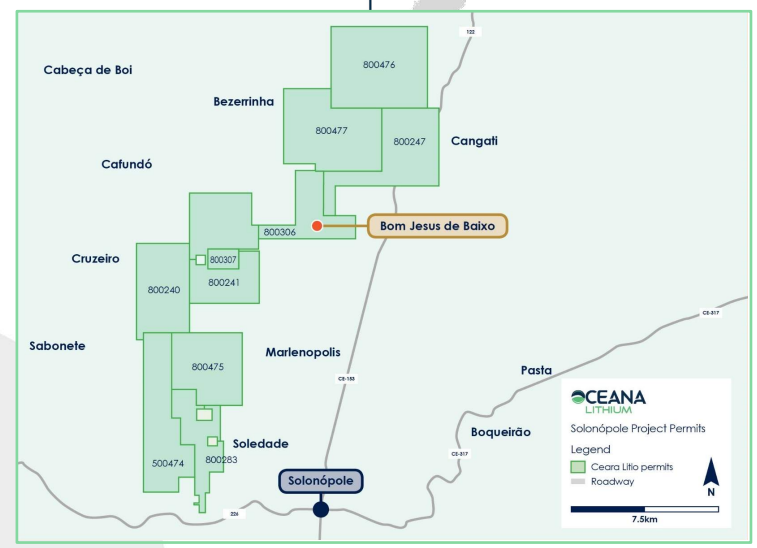 122
800476
Cabeça de Boi
Bezerrinha
800477
800247
Cangati
Cafundó
Bom Jesus de Baixo
800306
Cruzeiro
800307
800241
800240
CE-317
Sabonete
Marlenopolis
800475
Pasta
CE-153
OCEANA
LITHIUM
Solonópole Project Permits
Boqueirão
Soledade
Legend
CE-317
800283
500474
Ceara Litio permits
Roadway
Solonópole
N
226
7.5km